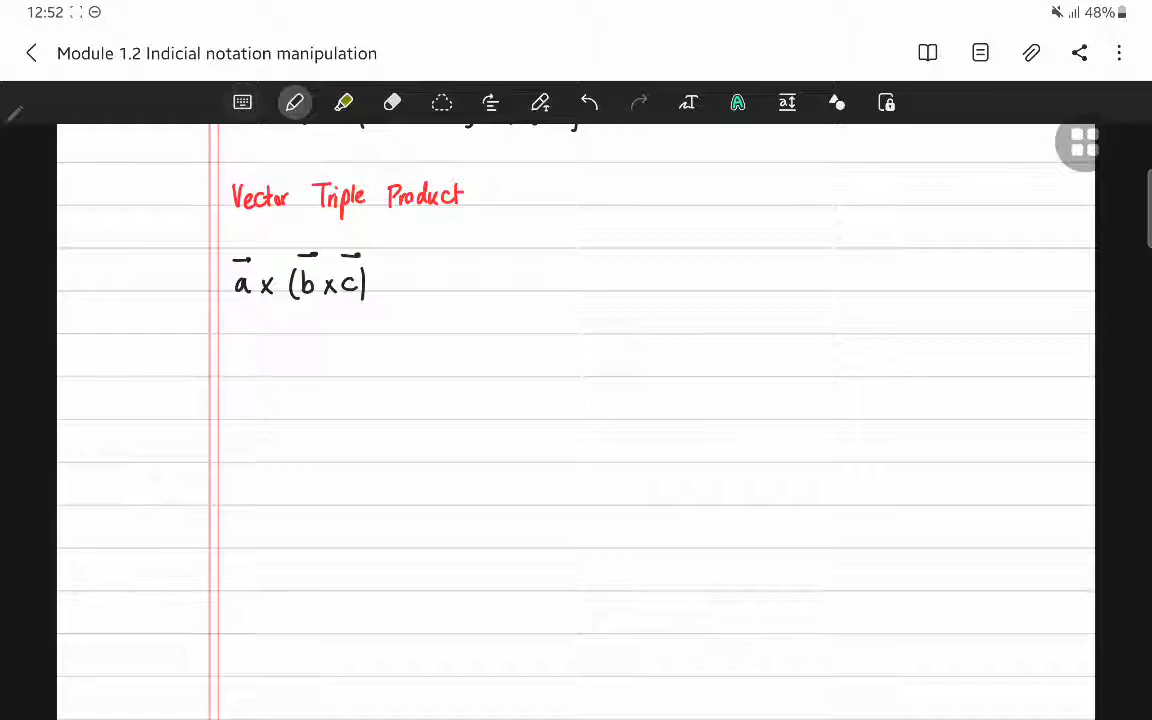 12:52 48%
Module 1.2 Indicial notation manipulation
Vector Triple Product
a⃗ x (b⃗ x c⃗)